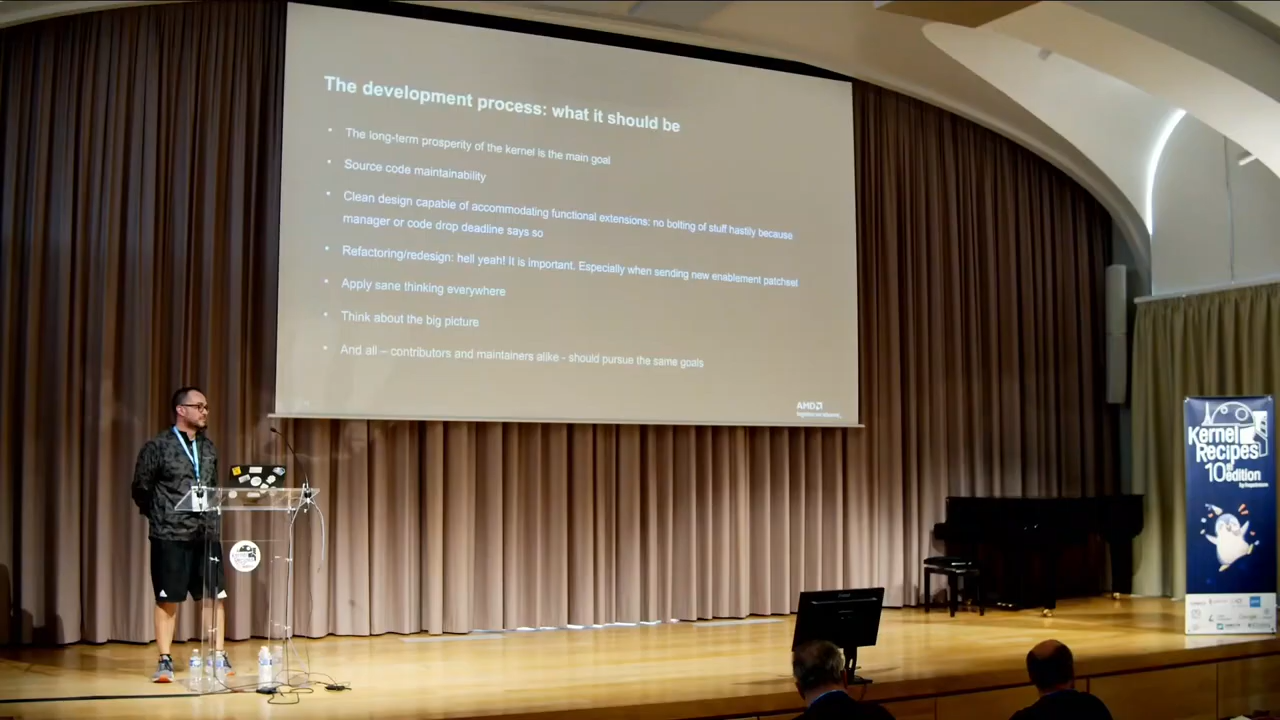 The development process: what it should be
• The long-term prosperity of the kernel is the main goal
• Source code maintainability
• Clean design capable of accommodating functional extensions: no bolting of stuff hastily because
manager or code drop deadline says so
• Refactoring/redesign: hell yeah! It is important. Especially when sending new enablement patchset
• Apply sane thinking everywhere
• Think about the big picture
• And all – contributors and maintainers alike - should pursue the same goals
AMD
Kernel
Recipes
10
edition